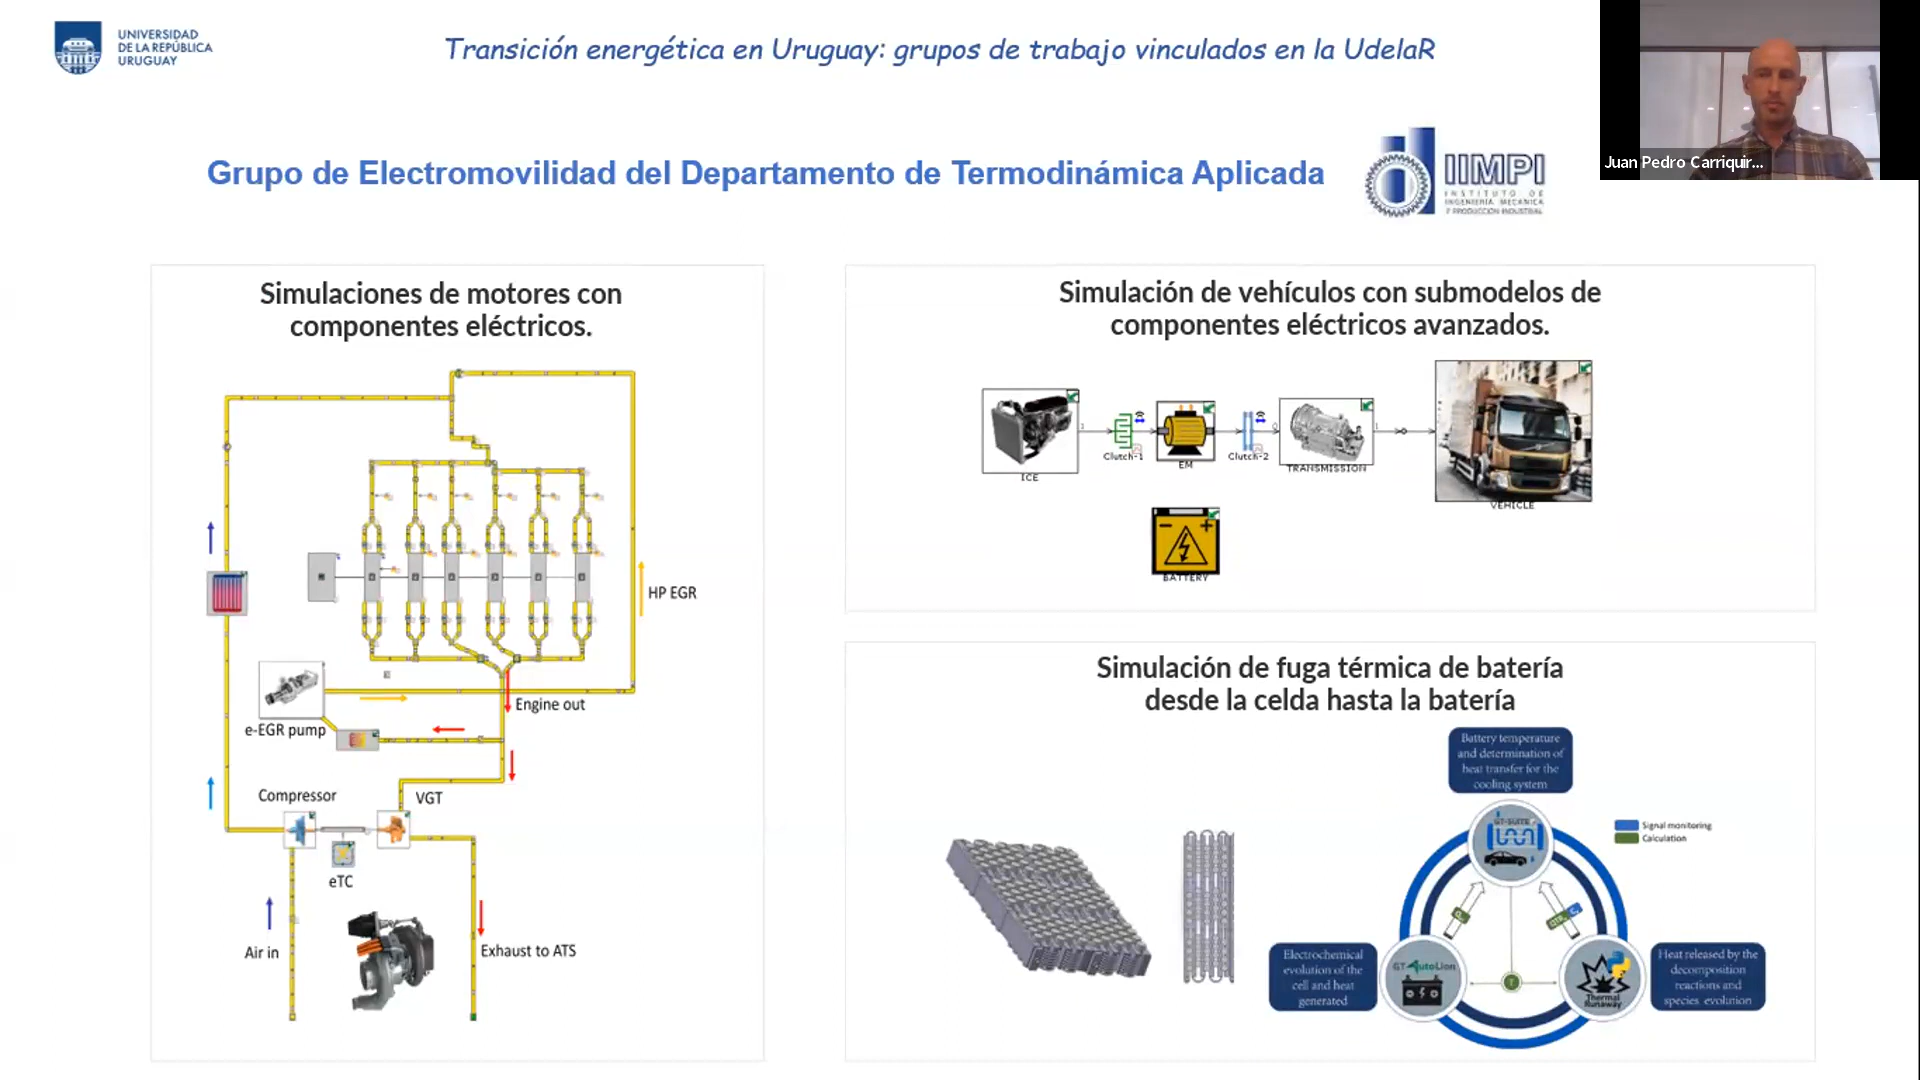 UNIVERSIDAD
DE LA REPÚBLICA
URUGUAY
Transición energética en Uruguay: grupos de trabajo vinculados en la UdelaR
Juan Pedro Carriquir...
Grupo de Electromovilidad del Departamento de Termodinámica Aplicada
IIMPI
INSTITUTO DE
INGENIERÍA MECÁNICA
Y PRODUCCIÓN INDUSTRIAL
Simulaciones de motores con
componentes eléctricos.
HP EGR
Engine out
e-EGR pump
Compressor
VGT
eTC
Air in
Exhaust to ATS
Simulación de vehículos con submodelos de
componentes eléctricos avanzados.
ICE
Clutch-1
EM
Clutch-2
TRANSMISSION
VEHICLE
BATTERY
Simulación de fuga térmica de batería
desde la celda hasta la batería
Battery temperature
and determination of
heat transfer for the
cooling system
GT-SUITE
Signal monitoring
Calculation
Electrochemical
evolution of the
cell and heat
generated
GT-AutoLion
Thermal
Runaway
Heat released by the
decomposition
reactions and
species evolution